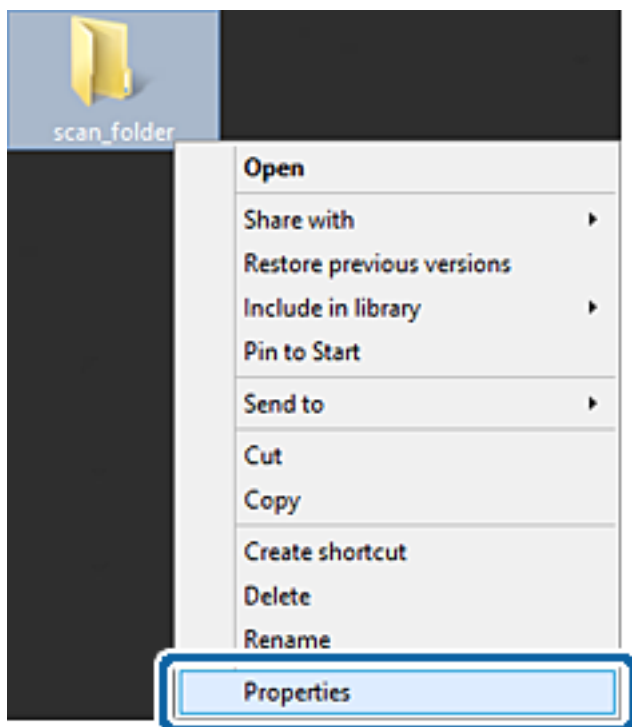 scan_folder
Open
Share with
Restore previous versions
Include in library
Pin to Start
Send to
Cut
Copy
Create shortcut
Delete
Rename
Properties